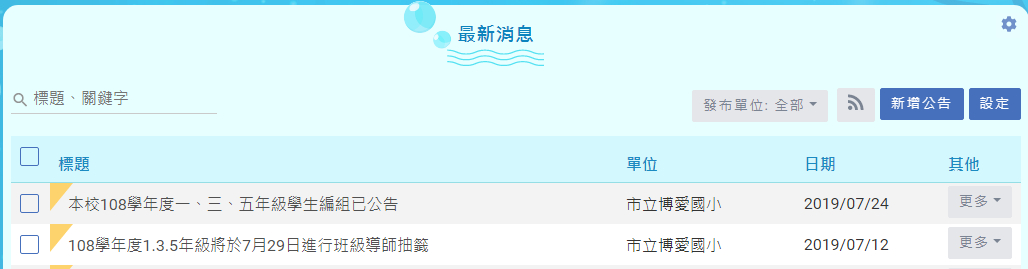 最新消息
標題、關鍵字
發布單位: 全部
新增公告
設定
標題 單位 日期 其他
本校108學年度一、三、五年級學生編組已公告 市立博愛國小 2019/07/24 更多
108學年度1.3.5年級將於7月29日進行班級導師抽籤 市立博愛國小 2019/07/12 更多